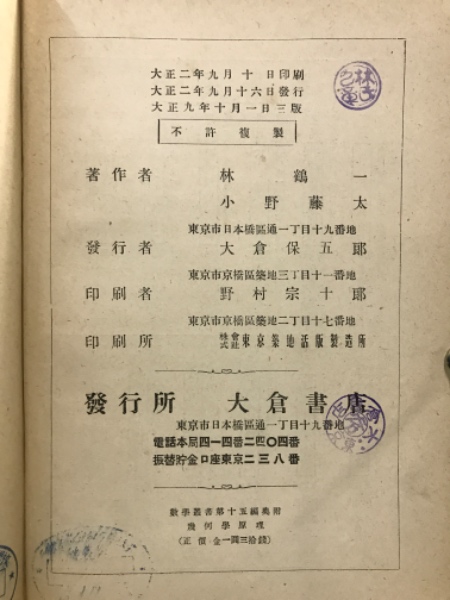 大正二年九月十日印刷
大正二年九月十六日發行
大正九年十月一日三版
不許複製
著作者 林鶴一
小野藤太
東京市日本橋區通一丁目十九番地
發行者 大倉保五郎
東京市京橋區築地三丁目十一番地
印刷者 野村宗十郎
東京市京橋區築地二丁目十七番地
印刷所 株式會社東京築地活版製造所
發行所 大倉書店
東京市日本橋區通一丁目十九番地
電話本局四一四番二四〇四番
振替貯金口座東京二三八番
數學叢書第十五編與附
幾何學原理
(正價金一圓三拾錢)